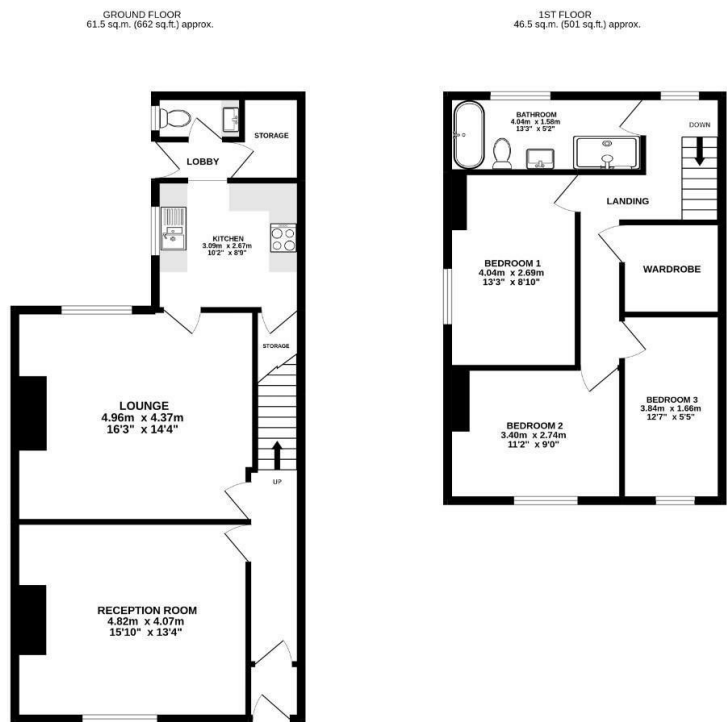 GROUND FLOOR
61.5 sq.m. (662 sq.ft.) approx.
STORAGE
LOBBY
KITCHEN
3.09m x 2.67m
10'2" x 8'9"
STORAGE
LOUNGE
4.96m x 4.37m
16'3" x 14'4"
UP
RECEPTION ROOM
4.82m x 4.07m
15'10" x 13'4"
1ST FLOOR
46.5 sq.m. (501 sq.ft.) approx.
BATHROOM
4.04m x 1.58m
13'3" x 5'2"
DOWN
LANDING
BEDROOM 1
4.04m x 2.69m
13'3" x 8'10"
WARDROBE
BEDROOM 2
3.40m x 2.74m
11'2" x 9'0"
BEDROOM 3
3.84m x 1.66m
12'7" x 5'5"